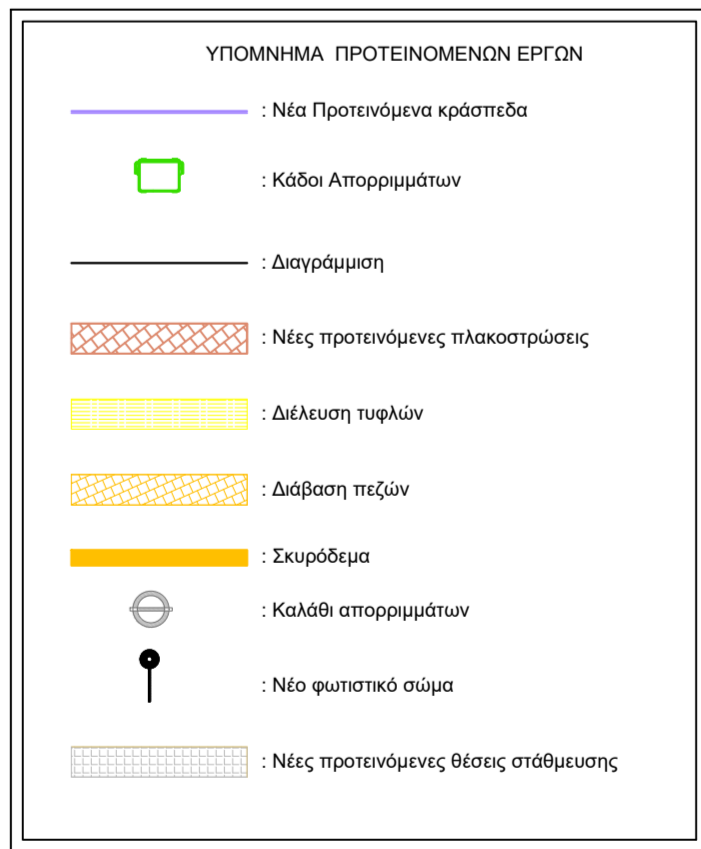 ΥΠΟΜΝΗΜΑ ΠΡΟΤΕΙΝΟΜΕΝΩΝ ΕΡΓΩΝ
: Νέα Προτεινόμενα κράσπεδα
: Κάδοι Απορριμμάτων
: Διαγράμμιση
: Νέες προτεινόμενες πλακοστρώσεις
: Διέλευση τυφλών
: Διάβαση πεζών
: Σκυρόδεμα
: Καλάθι απορριμμάτων
: Νέο φωτιστικό σώμα
: Νέες προτεινόμενες θέσεις στάθμευσης